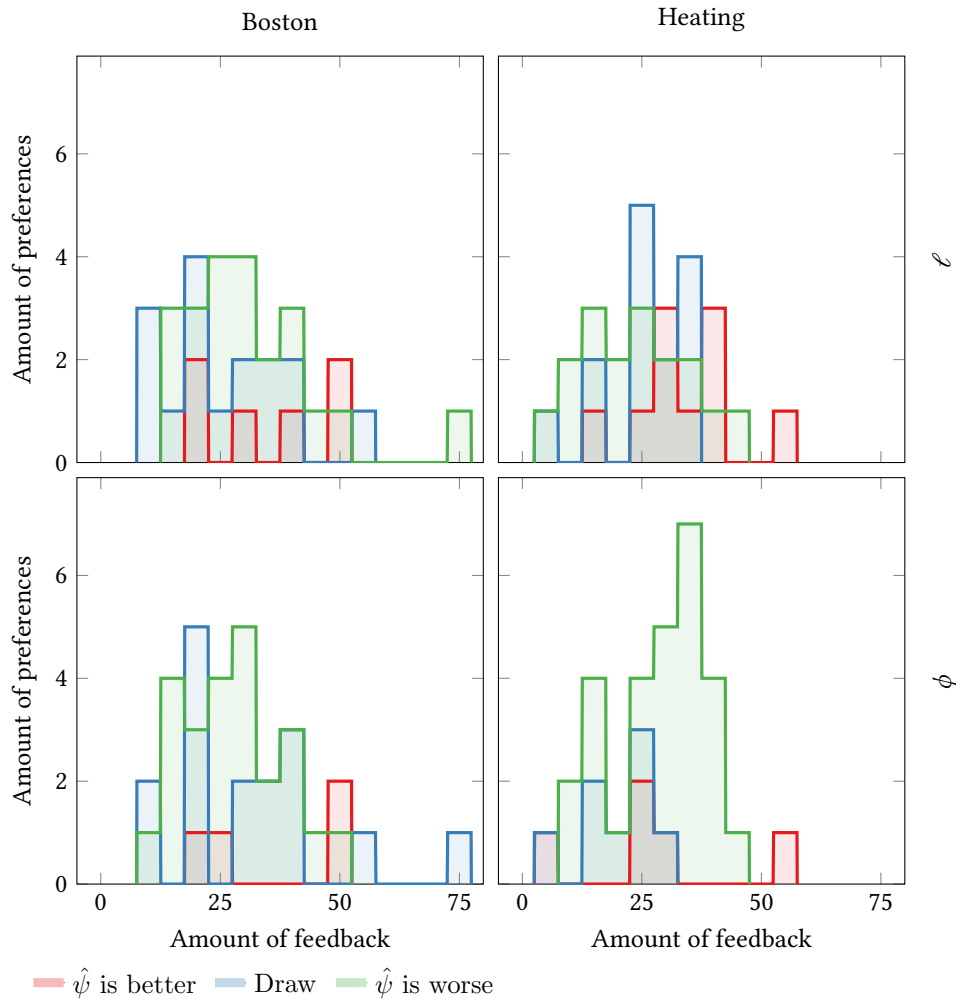 Boston
Heating
Amount of preferences
6
4
2
0
ℓ
Amount of preferences
6
4
2
0
ϕ
0 25 50 75
0 25 50 75
Amount of feedback
Amount of feedback
ψ̂ is better Draw ψ̂ is worse